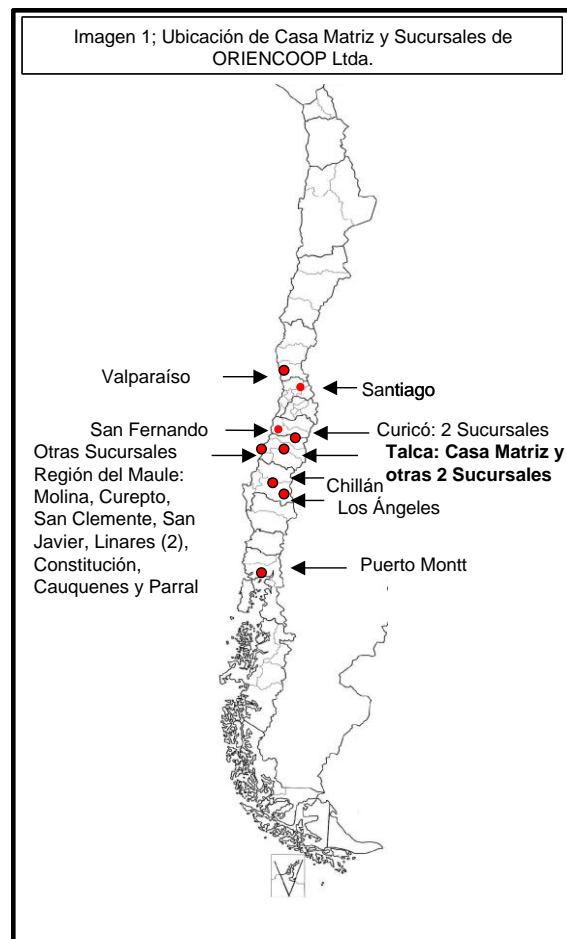 Imagen 1; Ubicación de Casa Matriz y Sucursales de
ORIENCOOP Ltda.
Valparaíso
Santiago
San Fernando
Curicó: 2 Sucursales
Otras Sucursales
Región del Maule:
Molina, Curepto,
San Clemente, San
Javier, Linares (2),
Constitución,
Cauquenes y Parral
Talca: Casa Matriz y
otras 2 Sucursales
Chillán
Los Ángeles
Puerto Montt